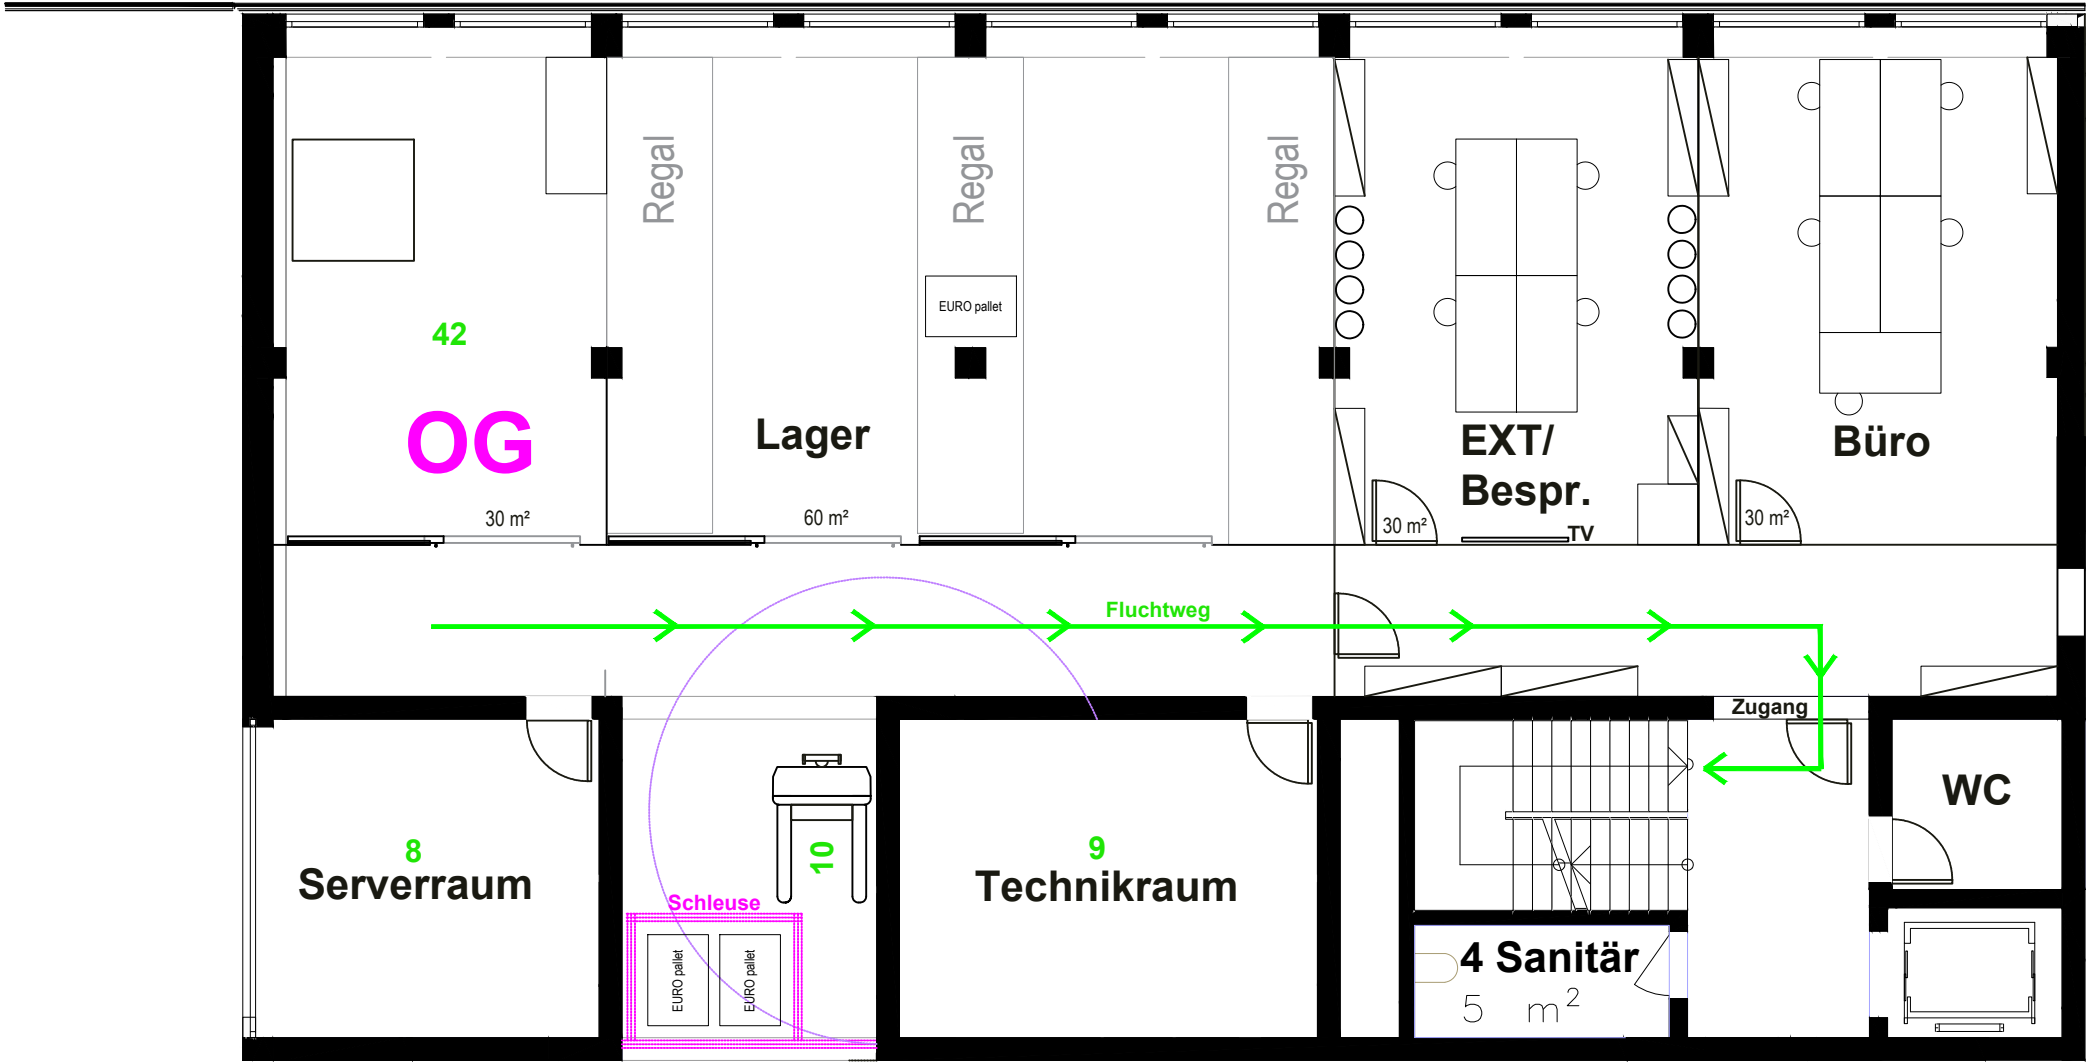 Regal
Regal
Regal
EURO pallet
42
OG
Lager
EXT/
Bespr.
Büro
30 m²
60 m²
30 m²
TV
30 m²
Fluchtweg
Zugang
WC
8
Serverraum
10
9
Technikraum
Schleuse
EURO pallet
EURO pallet
4 Sanitär
5 m²